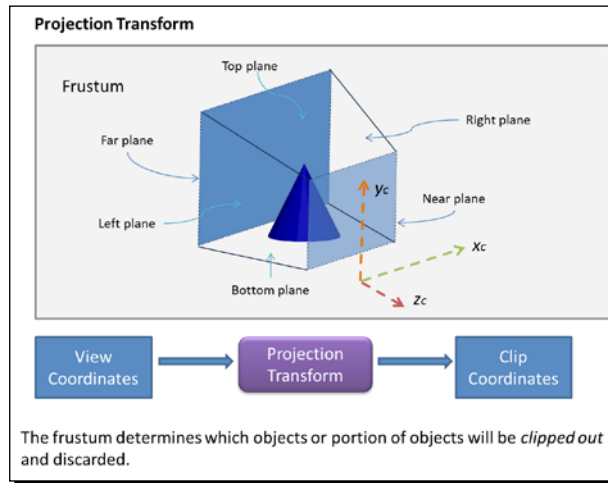 Projection Transform
Top plane
Frustum
Right plane
Far plane
Near plane
Left plane
Bottom plane
yc
xc
zc
View
Coordinates
Projection
Transform
Clip
Coordinates
The frustum determines which objects or portion of objects will be clipped out
and discarded.